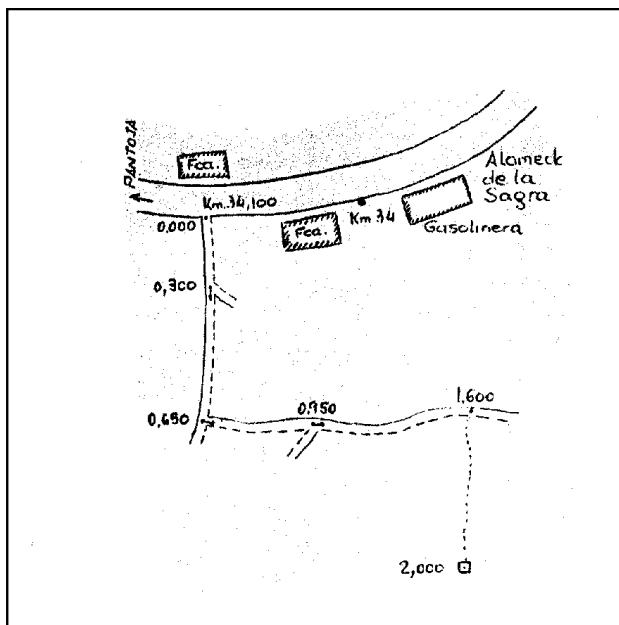 PANTOJA
Fca.
Alameck
de la
Sagra
Km.34,100
Km 34
Fca.
Gasolinera
0,000
0,300
0,650
0,950
1,600
2,000